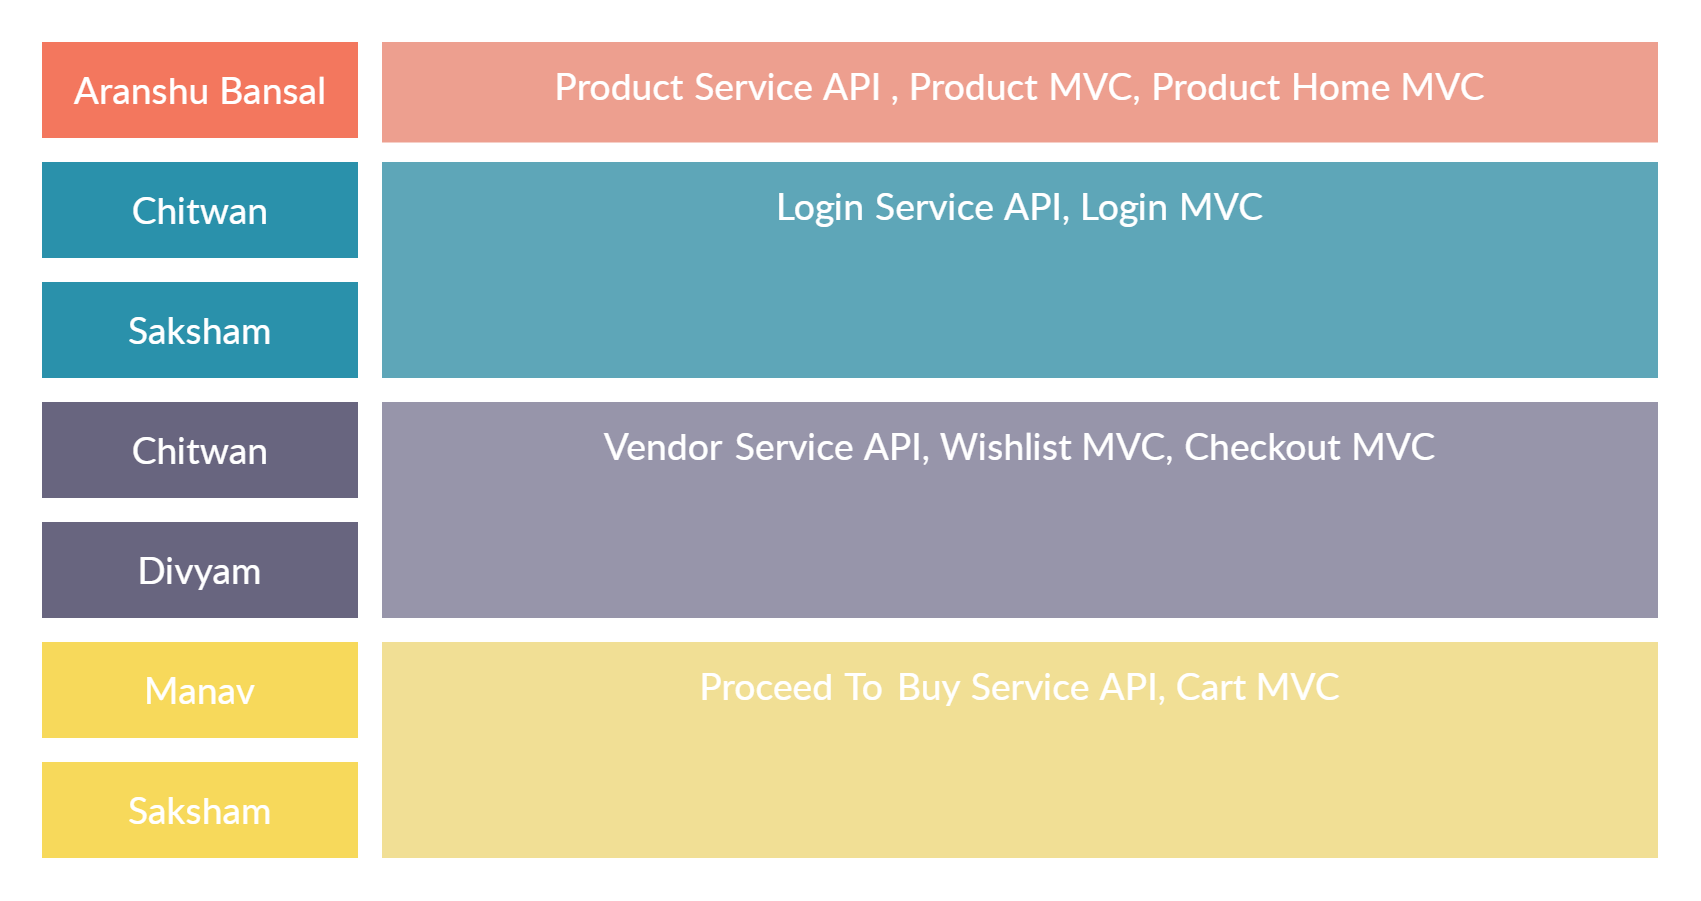 Aranshu Bansal
Product Service API , Product MVC, Product Home MVC
Chitwan
Login Service API, Login MVC
Saksham
Chitwan
Vendor Service API, Wishlist MVC, Checkout MVC
Divyam
Manav
Proceed To Buy Service API, Cart MVC
Saksham